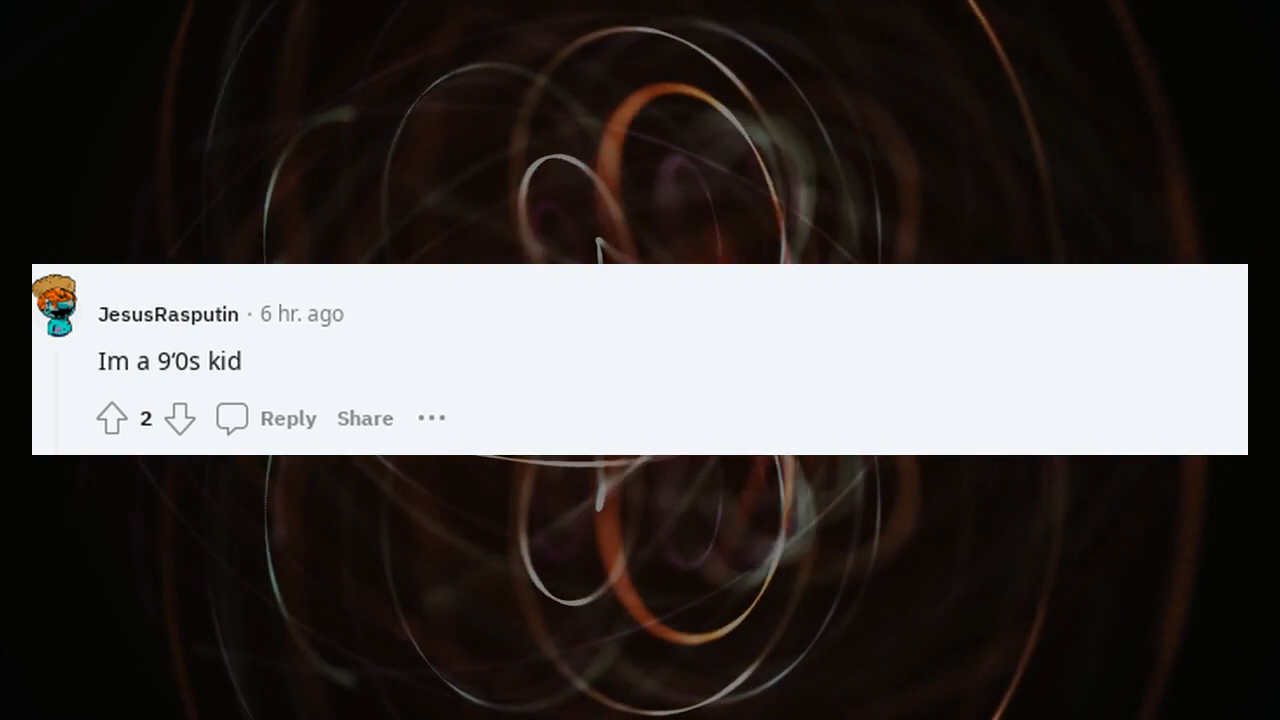 JesusRasputin · 6 hr. ago
Im a 9‘0s kid
2 Reply Share ···